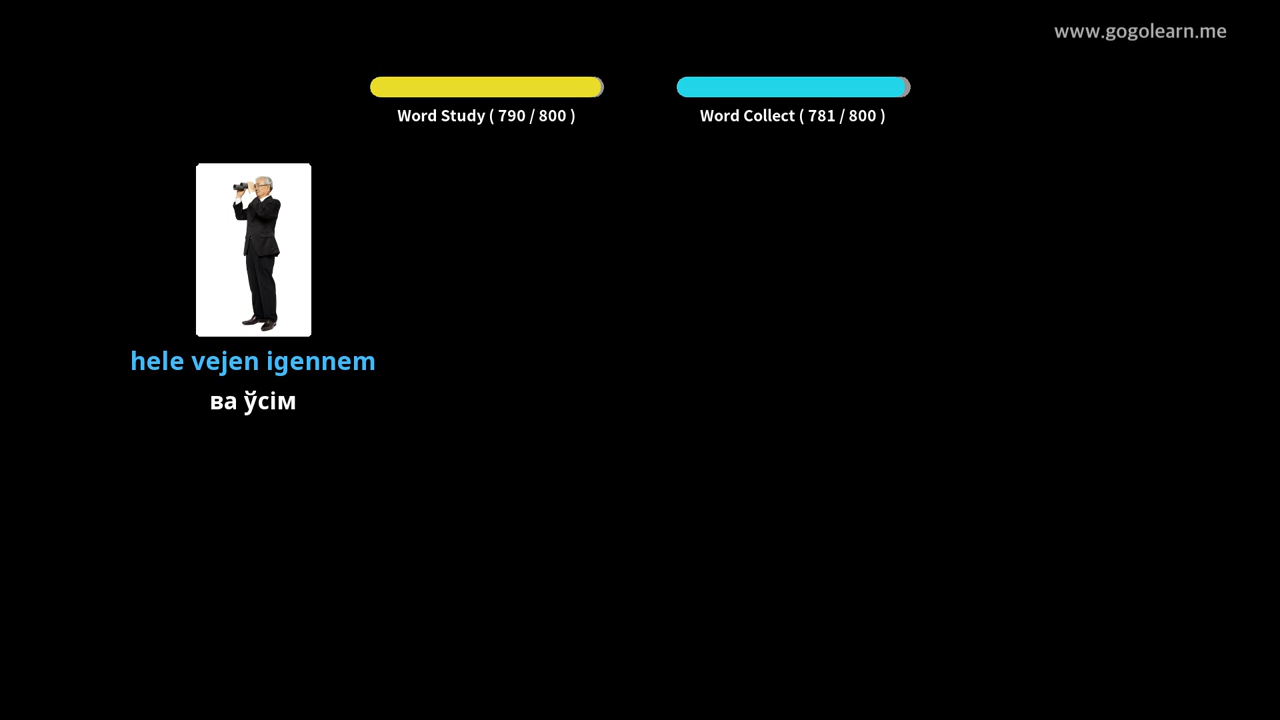 www.gogolearn.me
Word Study ( 790 / 800 )
Word Collect ( 781 / 800 )
hele vejen igennem
ва ўсім